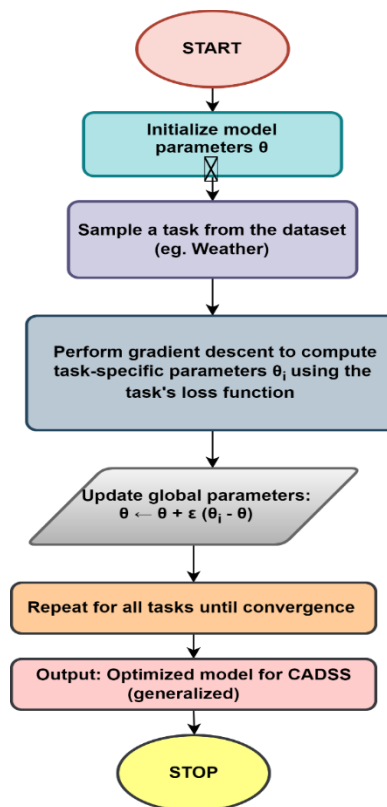 START
Initialize model
parameters θ
Sample a task from the dataset
(eg. Weather)
Perform gradient descent to compute
task-specific parameters θᵢ using the
task's loss function
Update global parameters:
θ ← θ + ε (θᵢ - θ)
Repeat for all tasks until convergence
Output: Optimized model for CADSS
(generalized)
STOP